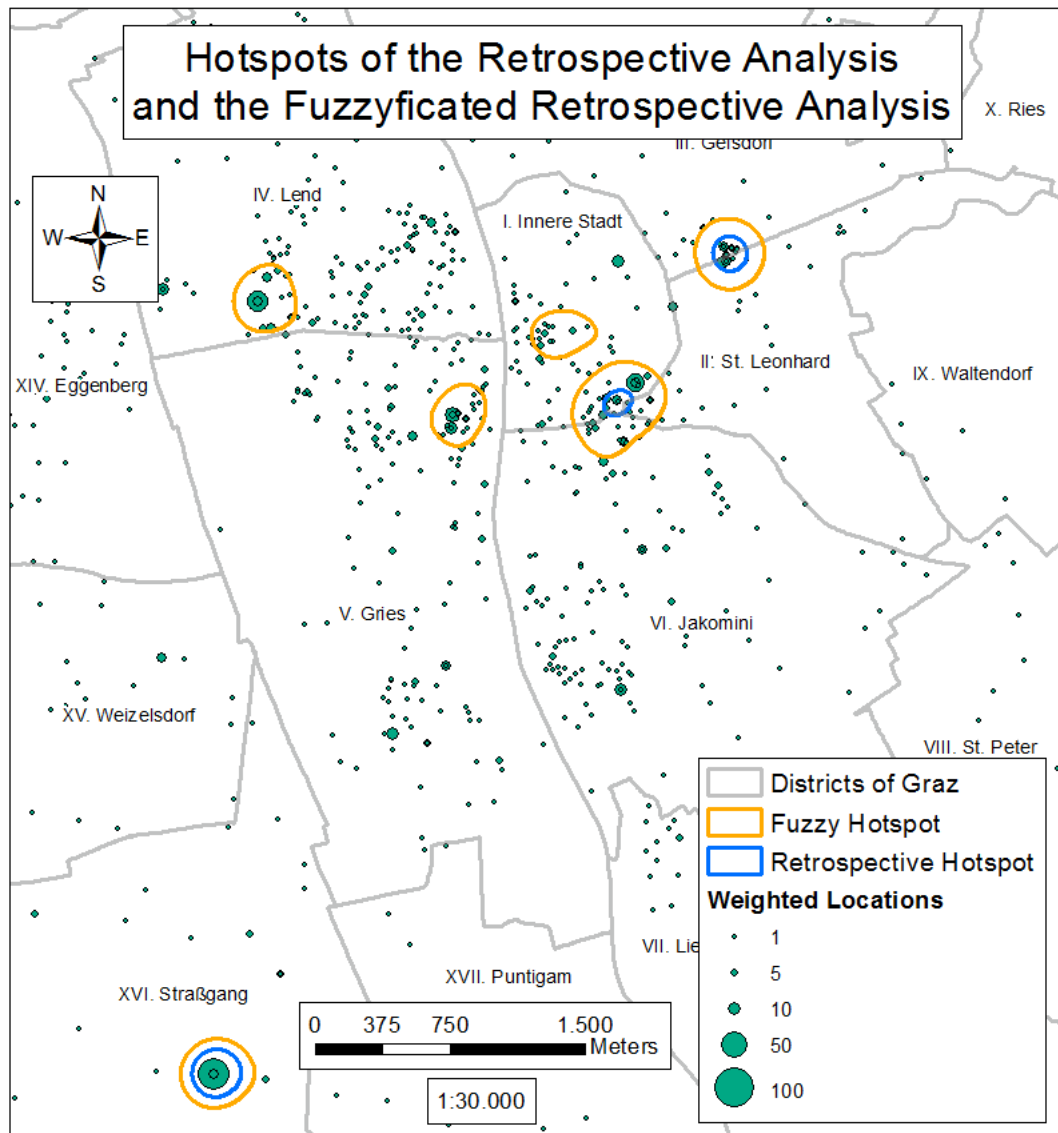 Hotspots of the Retrospective Analysis
and the Fuzzyficated Retrospective Analysis
X. Ries
N
W E
S
IV. Lend
I. Innere Stadt
XIV. Eggenberg
II. St. Leonhard
IX. Waltendorf
V. Gries
VI. Jakomini
XV. Weizelsdorf
VIII. St. Peter
Districts of Graz
Fuzzy Hotspot
Retrospective Hotspot
Weighted Locations
1
5
10
50
100
VII. Lie
XVII. Puntigam
XVI. Straßgang
0 375 750 1.500
Meters
1:30.000